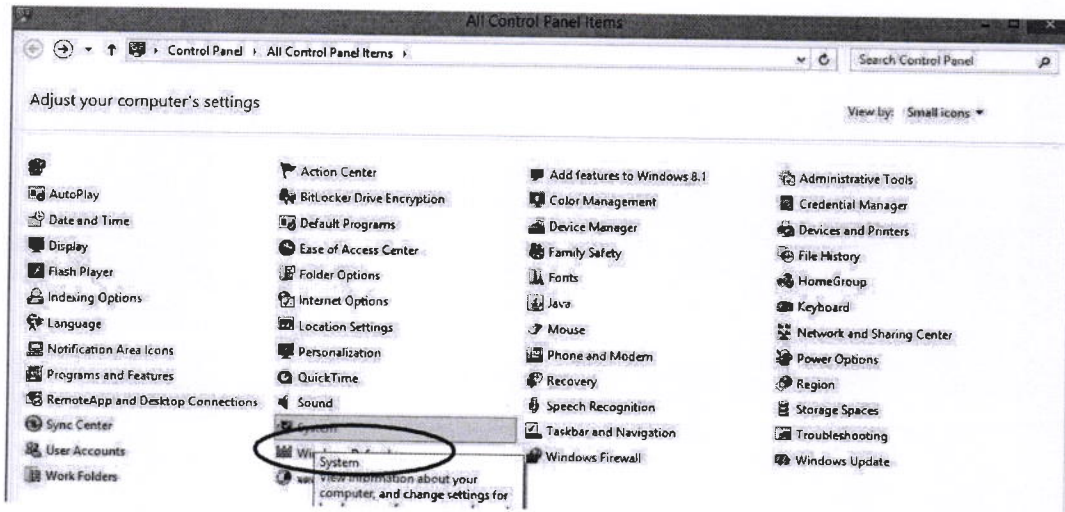 All Control Panel Items
Control Panel › All Control Panel Items ›
Search Control Panel
Adjust your computer's settings
View by: Small icons
Action Center
Add features to Windows 8.1
Administrative Tools
AutoPlay
BitLocker Drive Encryption
Color Management
Credential Manager
Date and Time
Default Programs
Device Manager
Devices and Printers
Display
Ease of Access Center
Family Safety
File History
Flash Player
Folder Options
Fonts
HomeGroup
Indexing Options
Internet Options
Java
Keyboard
Language
Location Settings
Mouse
Network and Sharing Center
Notification Area Icons
Personalization
Phone and Modem
Power Options
Programs and Features
QuickTime
Recovery
Region
RemoteApp and Desktop Connections
Sound
Speech Recognition
Storage Spaces
Sync Center
System
Taskbar and Navigation
Troubleshooting
User Accounts
Windows Firewall
Windows Update
Work Folders
System
View information about your
computer, and change settings for